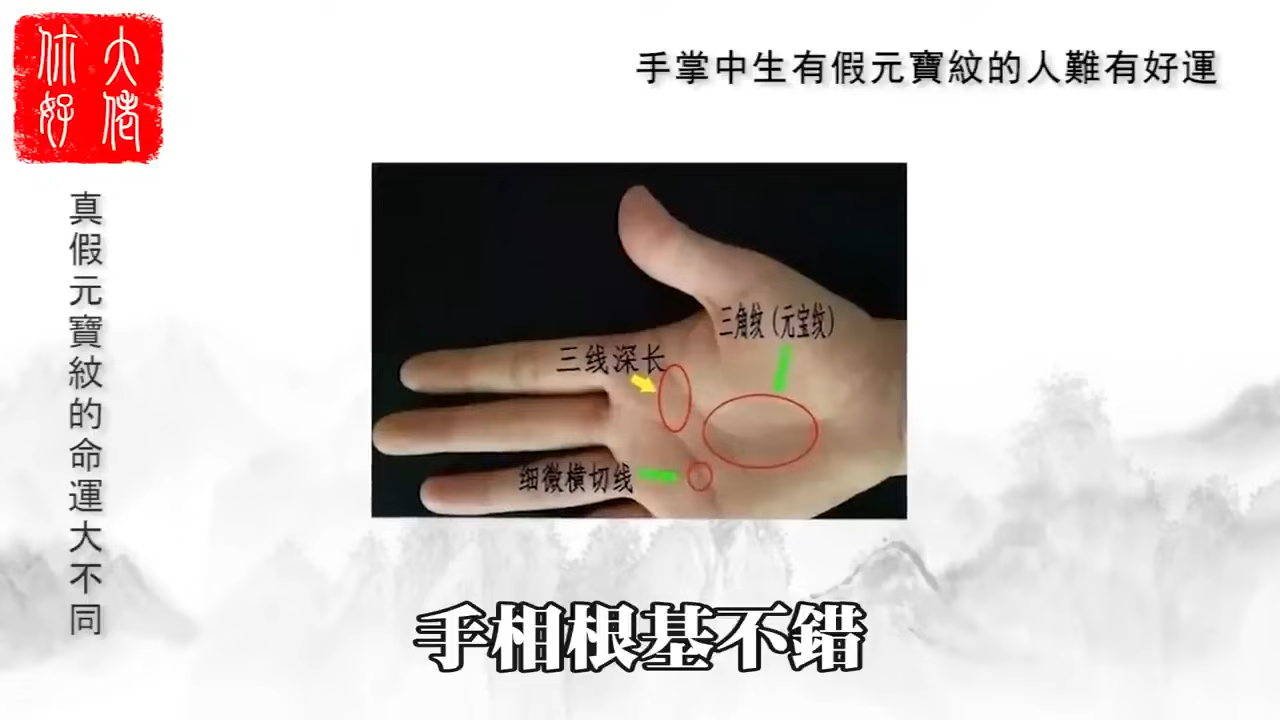 大佬
休好
手掌中生有假元寶紋的人難有好運
真假元寶紋的命運大不同
三角纹(元宝纹)
三线深长
细微横切线
手相根基不錯